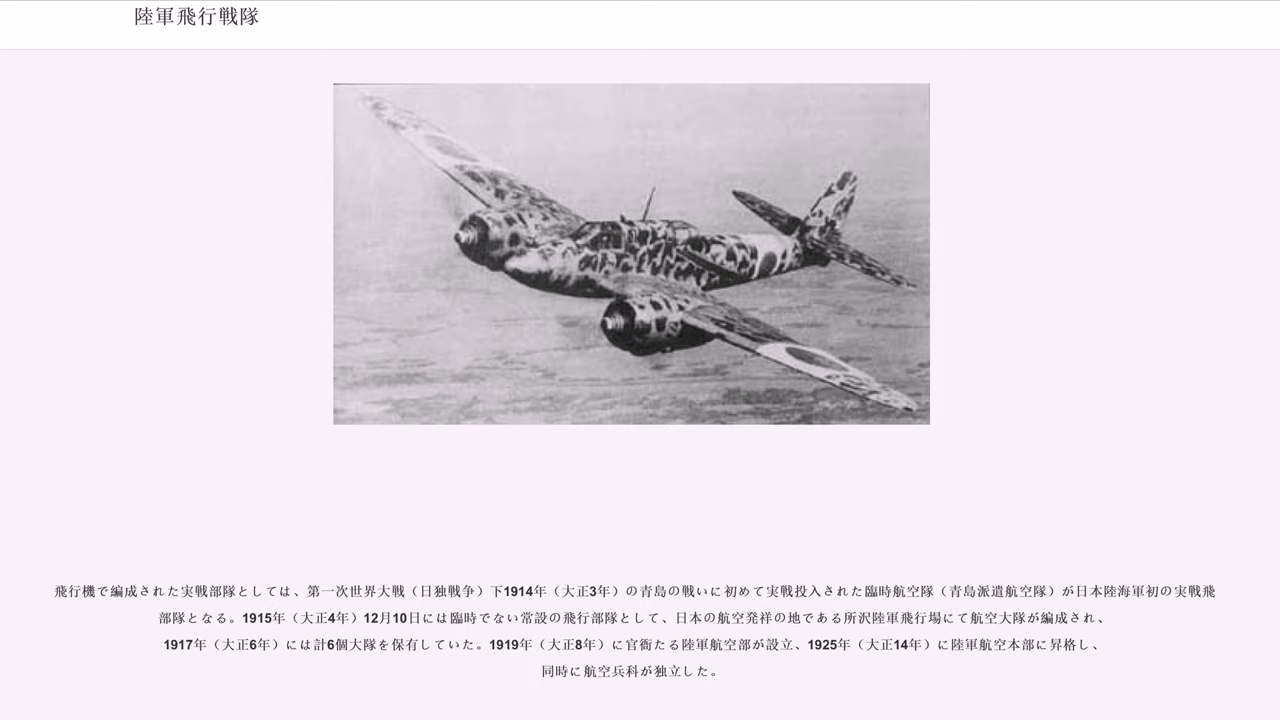 陸軍飛行戦隊
飛行機で編成された実戦部隊としては、第一次世界大戦（日独戦争）下1914年（大正3年）の青島の戦いに初めて実戦投入された臨時航空隊（青島派遣航空隊）が日本陸海軍初の実戦飛
部隊となる。1915年（大正4年）12月10日には臨時でない常設の飛行部隊として、日本の航空発祥の地である所沢陸軍飛行場にて航空大隊が編成され、
1917年（大正6年）には計6個大隊を保有していた。1919年（大正8年）に官衙たる陸軍航空部が設立、1925年（大正14年）に陸軍航空本部に昇格し、
同時に航空兵科が独立した。